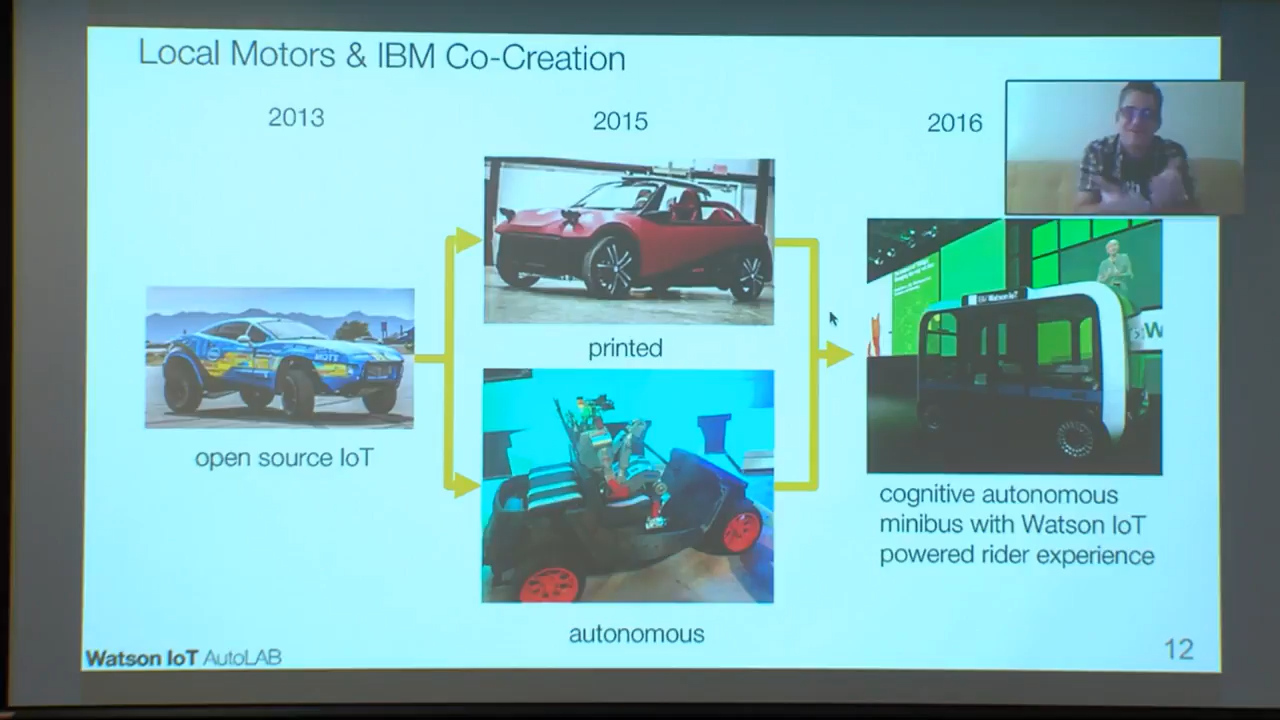 Local Motors & IBM Co-Creation
2013
2015
2016
open source IoT
printed
autonomous
cognitive autonomous
minibus with Watson IoT
powered rider experience
Watson IoT AutoLAB
12